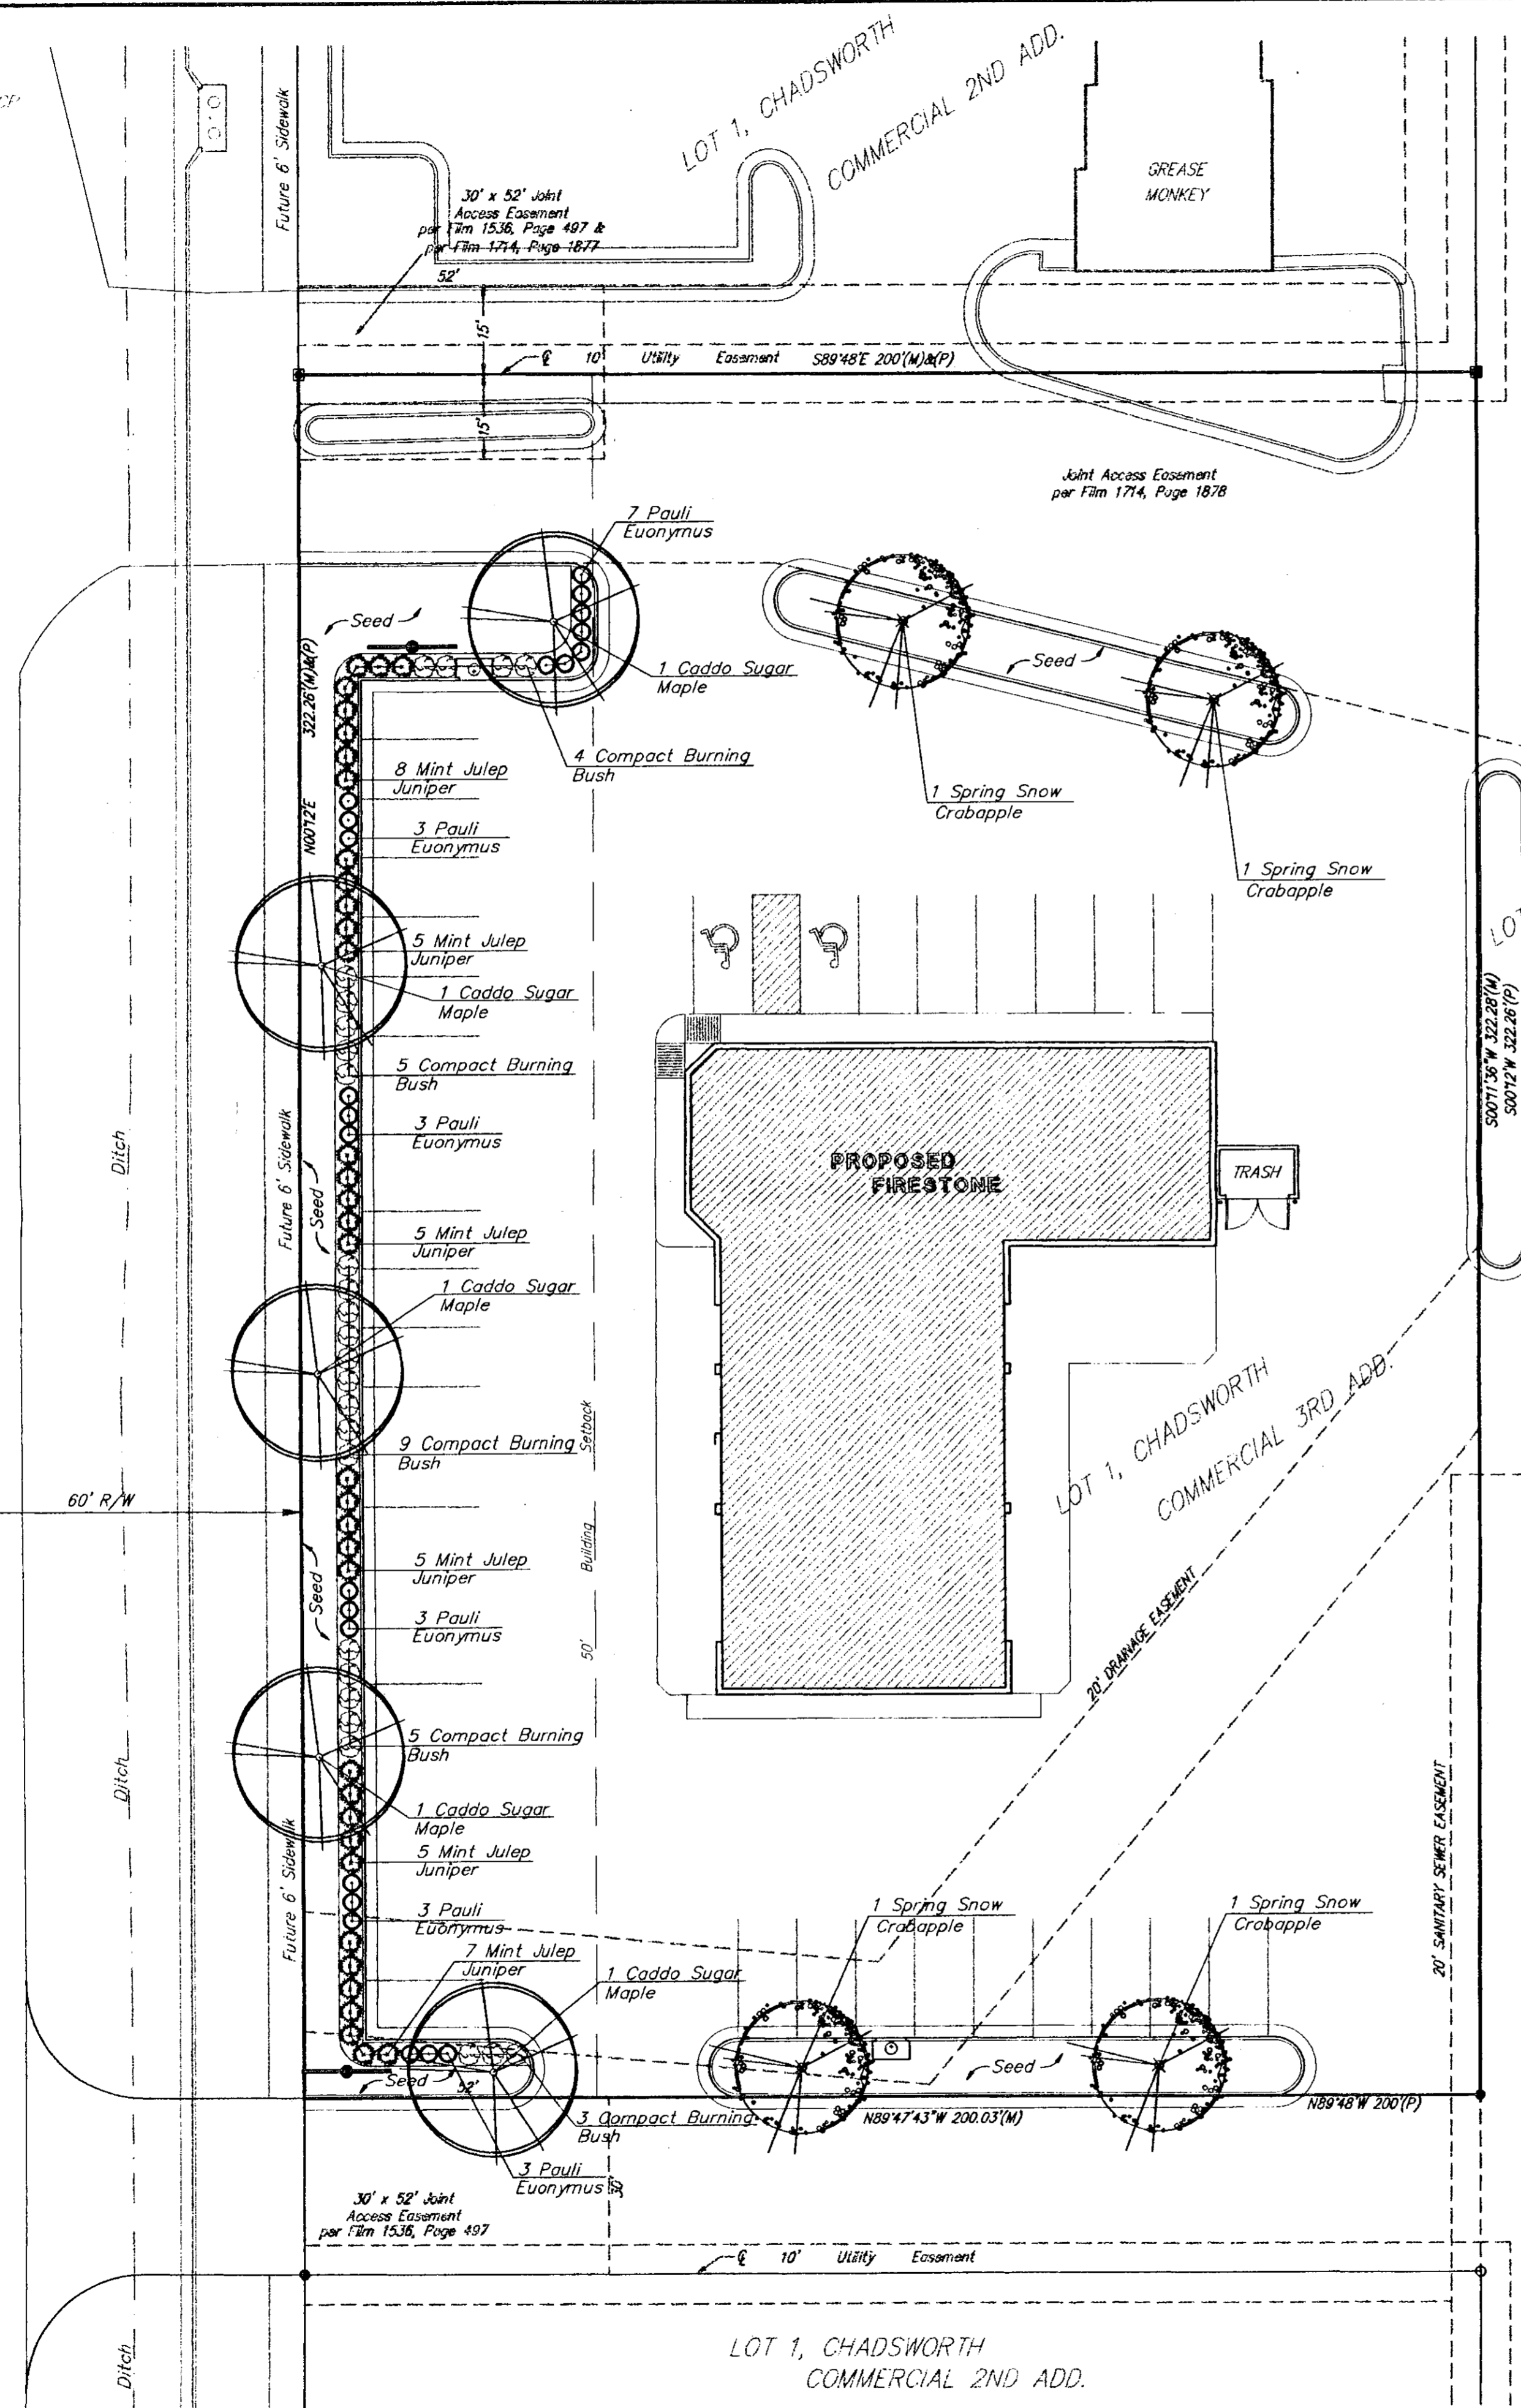 LOT 1, CHADSWORTH
COMMERCIAL 2ND ADD.
GREASE
MONKEY
Future 6' Sidewalk
30' x 52' Joint
Access Easement
per Film 1536, Page 497 &
per Film 1714, Page 1877
52'
15'
℄ 10' Utility Easement S89°48'E 200'(M)&(P)
15'
Joint Access Easement
per Film 1714, Page 1878
7 Pauli
Euonymus
Seed
1 Caddo Sugar
Maple
Seed
322.26'(M)&(P)
N00°12'E
4 Compact Burning
Bush
8 Mint Julep
Juniper
3 Pauli
Euonymus
1 Spring Snow
Crabapple
1 Spring Snow
Crabapple
5 Mint Julep
Juniper
1 Caddo Sugar
Maple
LOT
S00°11'36"W 322.28'(M)
S00°12'W 322.26'(P)
5 Compact Burning
Bush
3 Pauli
Euonymus
Ditch
Future 6' Sidewalk
Seed
PROPOSED
FIRESTONE
TRASH
5 Mint Julep
Juniper
1 Caddo Sugar
Maple
9 Compact Burning
Bush
50' Building Setback
LOT 1, CHADSWORTH
COMMERCIAL 3RD ADD.
60' R/W
5 Mint Julep
Juniper
Seed
3 Pauli
Euonymus
20' DRAINAGE EASEMENT
5 Compact Burning
Bush
Ditch
1 Caddo Sugar
Maple
20' SANITARY SEWER EASEMENT
5 Mint Julep
Juniper
Future 6' Sidewalk
3 Pauli
Euonymus
1 Spring Snow
Crabapple
1 Spring Snow
Crabapple
7 Mint Julep
Juniper
1 Caddo Sugar
Maple
Seed
52'
Seed
3 Compact Burning
Bush
N89°47'43"W 200.03'(M)
N89°48'W 200'(P)
3 Pauli
Euonymus
30' x 52' Joint
Access Easement
per Film 1536, Page 497
℄ 10' Utility Easement
Ditch
LOT 1, CHADSWORTH
COMMERCIAL 2ND ADD.